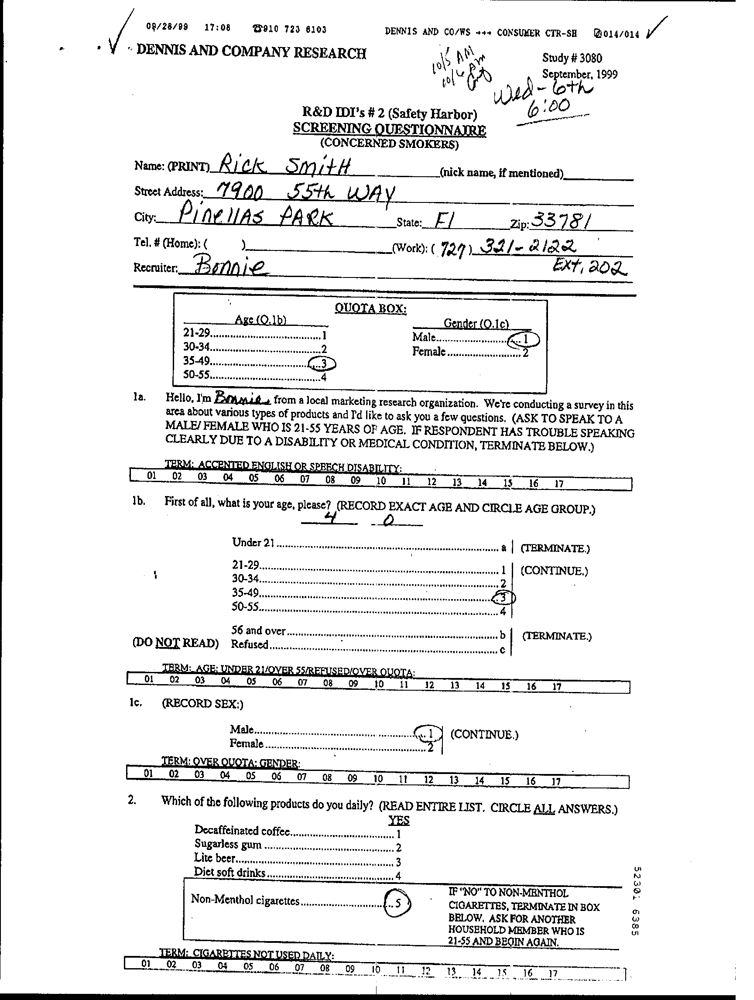 09/28/99 17:08 ☎910 723 6103 DENNIS AND CO/WS →→→ CONSUMER CTR-SH 014/014
DENNIS AND COMPANY RESEARCH
10/5 AM
10/6 PM
Study # 3080
September, 1999
Wed - 6th
6:00
R&D IDI's # 2 (Safety Harbor)
SCREENING QUESTIONNAIRE
(CONCERNED SMOKERS)
Name: (PRINT) Rick Smith (nick name, if mentioned)
Street Address: 7900 55th WAY
City: Pinellas PARK State: Fl Zip: 33781
Tel. # (Home): ( ) (Work): ( 727 ) 321-2122
Recruiter: Bonnie Ext, 202
QUOTA BOX:
Age (Q.1b) Gender (Q.1c)
21-29 1 Male 1
30-34 2 Female 2
35-49 3
50-55 4
1a. Hello, I'm Bonnie from a local marketing research organization. We're conducting a survey in this
area about various types of products and I'd like to ask you a few questions. (ASK TO SPEAK TO A
MALE/ FEMALE WHO IS 21-55 YEARS OF AGE. IF RESPONDENT HAS TROUBLE SPEAKING
CLEARLY DUE TO A DISABILITY OR MEDICAL CONDITION, TERMINATE BELOW.)
TERM: ACCENTED ENGLISH OR SPEECH DISABILITY:
01 02 03 04 05 06 07 08 09 10 11 12 13 14 15 16 17
1b. First of all, what is your age, please? (RECORD EXACT AGE AND CIRCLE AGE GROUP.)
4 0
Under 21 a (TERMINATE.)
21-29 1 (CONTINUE.)
30-34 2
35-49 3
50-55 4
56 and over b (TERMINATE.)
(DO NOT READ) Refused c
TERM: AGE: UNDER 21/OVER 55/REFUSED/OVER QUOTA:
01 02 03 04 05 06 07 08 09 10 11 12 13 14 15 16 17
1c. (RECORD SEX:)
Male 1 (CONTINUE.)
Female 2
TERM: OVER QUOTA: GENDER:
01 02 03 04 05 06 07 08 09 10 11 12 13 14 15 16 17
2. Which of the following products do you daily? (READ ENTIRE LIST. CIRCLE ALL ANSWERS.)
YES
Decaffeinated coffee 1
Sugarless gum 2
Lite beer 3
Diet soft drinks 4
Non-Menthol cigarettes 5
IF "NO" TO NON-MENTHOL
CIGARETTES, TERMINATE IN BOX
BELOW. ASK FOR ANOTHER
HOUSEHOLD MEMBER WHO IS
21-55 AND BEGIN AGAIN.
TERM: CIGARETTES NOT USED DAILY:
01 02 03 04 05 06 07 08 09 10 11 12 13 14 15 16 17
52301 6385